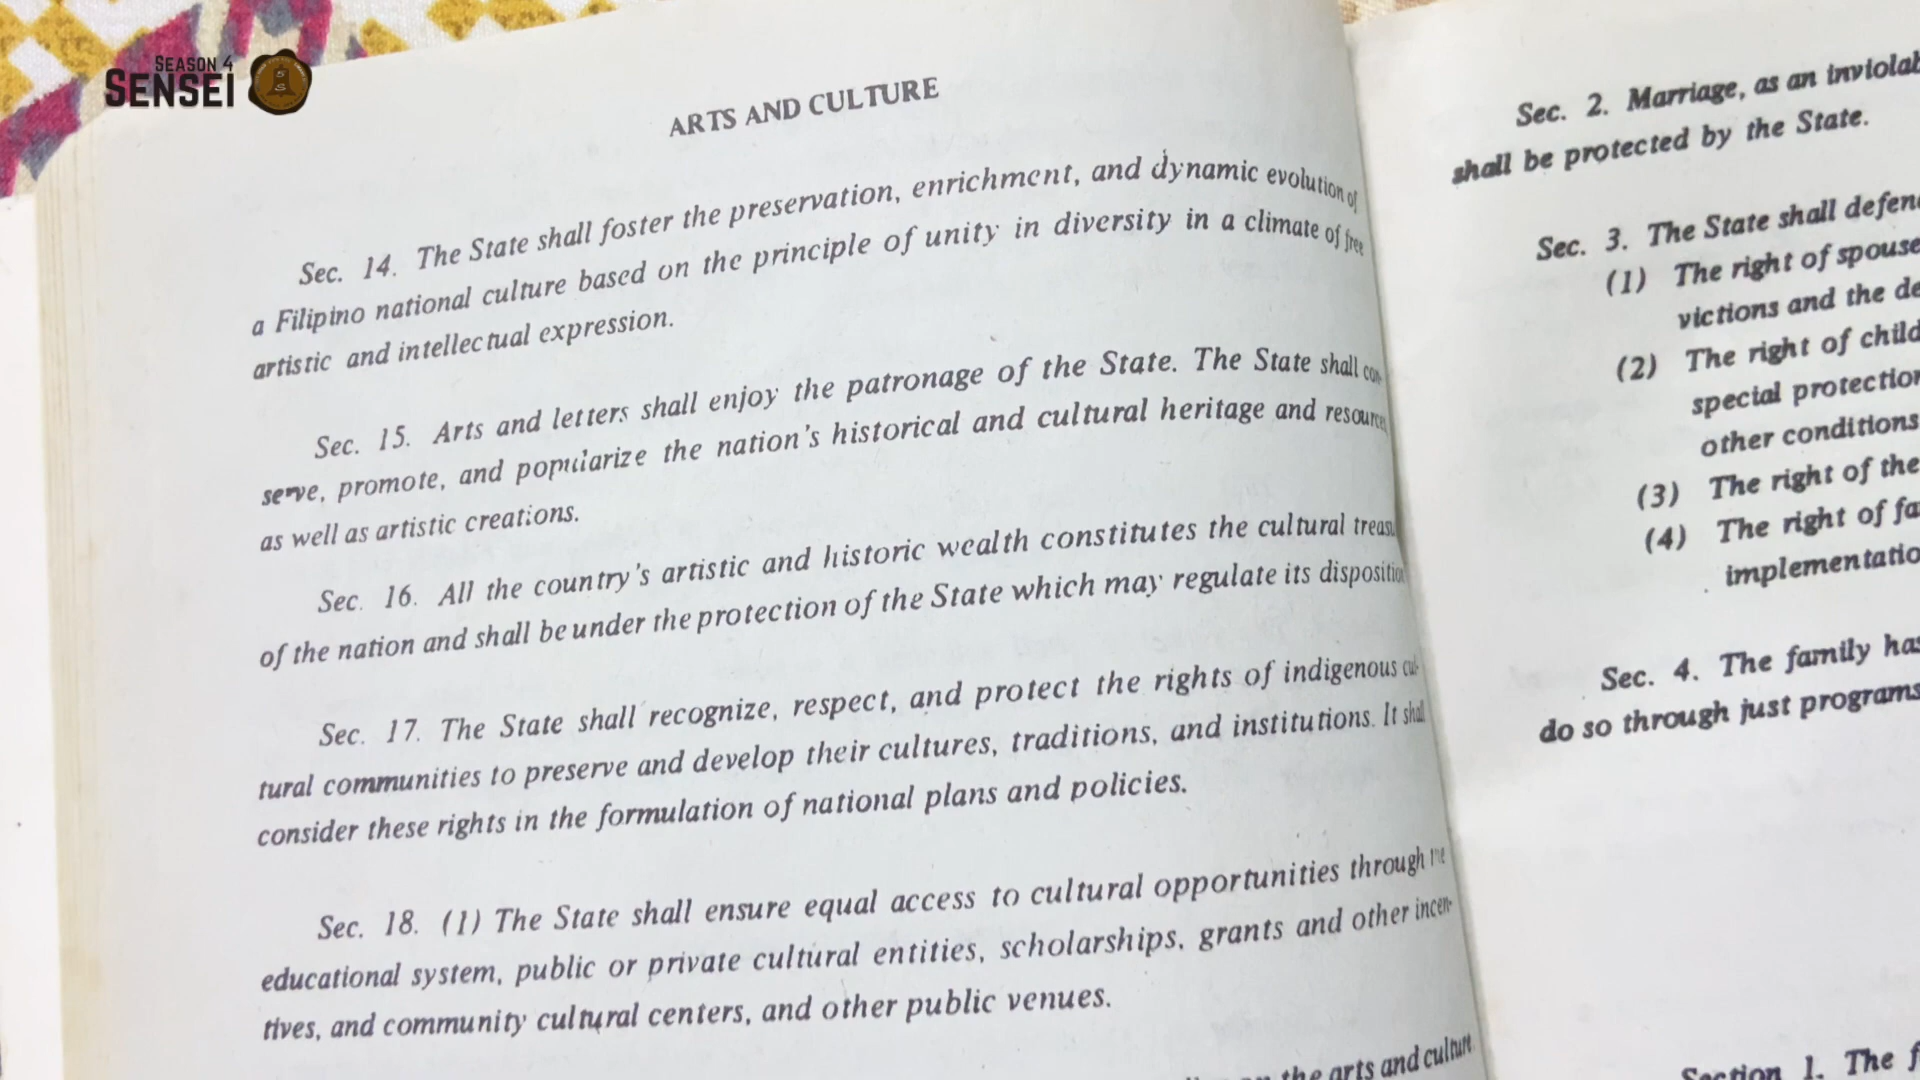 SEASON 4
SENSEI
ARTS AND CULTURE
Sec. 14. The State shall foster the preservation, enrichment, and dynamic evolution of
a Filipino national culture based on the principle of unity in diversity in a climate of free
artistic and intellectual expression.
Sec. 15. Arts and letters shall enjoy the patronage of the State. The State shall con-
serve, promote, and popularize the nation's historical and cultural heritage and resources
as well as artistic creations.
Sec. 16. All the country's artistic and historic wealth constitutes the cultural
of the nation and shall be under the protection of the State which may regulate its disposition
Sec. 17. The State shall recognize, respect, and protect the rights of indigenous cul-
tural communities to preserve and develop their cultures, traditions, and institutions. It shall
consider these rights in the formulation of national plans and policies.
Sec. 18. (1) The State shall ensure equal access to cultural opportunities through the
educational system, public or private cultural entities, scholarships, grants and other incen-
tives, and community cultural centers, and other public venues.
the arts and culture
Sec. 2. Marriage, as an
shall be protected by the State.
Sec. 3. The State shall
(1) The right of
victions and the
(2) The right of
special
other conditions
(3) The right of the
(4) The right of
Sec. 4. The family
do so through just programs
Section 1. The